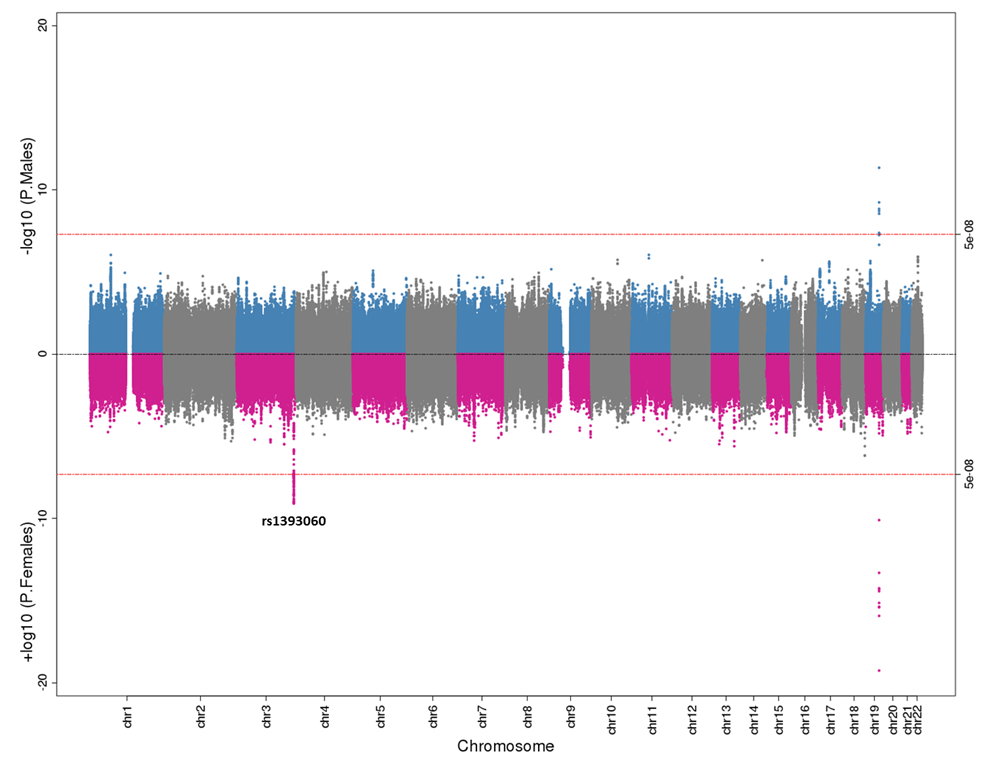 20
10
0
-10
-20
-log10 (P.Males)
+log10 (P.Females)
5e-08
5e-08
rs1393060
chr1
chr2
chr3
chr4
chr5
chr6
chr7
chr8
chr9
chr10
chr11
chr12
chr13
chr14
chr15
chr16
chr17
chr18
chr19
chr20
chr21
chr22
Chromosome